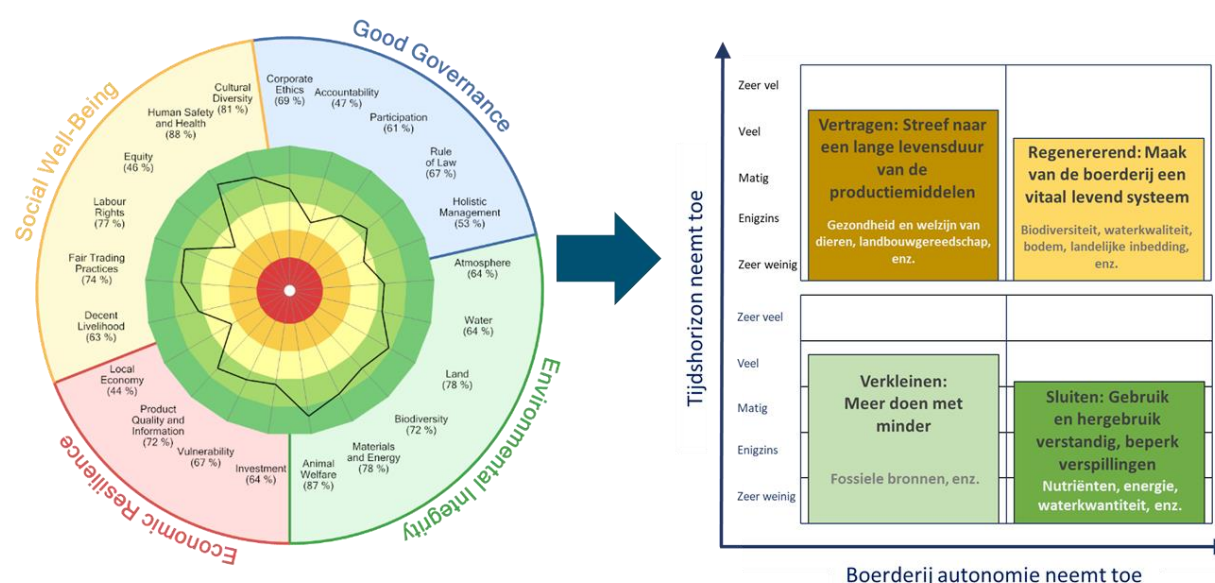 Good Governance
Corporate
Ethics
(69 %)
Accountability
(47 %)
Participation
(61 %)
Rule
of Law
(67 %)
Holistic
Management
(53 %)
Environmental Integrity
Atmosphere
(64 %)
Water
(64 %)
Land
(78 %)
Biodiversity
(72 %)
Materials
and Energy
(78 %)
Animal
Welfare
(87 %)
Economic Resilience
Investment
(64 %)
Vulnerability
(67 %)
Product
Quality and
Information
(72 %)
Local
Economy
(44 %)
Social Well-Being
Decent
Livelihood
(63 %)
Fair Trading
Practices
(74 %)
Labour
Rights
(77 %)
Equity
(46 %)
Human Safety
and Health
(88 %)
Cultural
Diversity
(81 %)
Tijdshorizon neemt toe
Zeer vel
Veel
Matig
Enigzins
Zeer weinig
Vertragen: Streef naar
een lange levensduur
van de
productiemiddelen
Gezondheid en welzijn van
dieren, landbouwgereedschap,
enz.
Regenererend: Maak
van de boerderij een
vitaal levend systeem
Biodiversiteit, waterkwaliteit,
bodem, landelijke inbedding,
enz.
Zeer veel
Veel
Matig
Enigzins
Zeer weinig
Verkleinen:
Meer doen met
minder
Fossiele bronnen, enz.
Sluiten: Gebruik
en hergebruik
verstandig, beperk
verspillingen
Nutriënten, energie,
waterkwantiteit, enz.
Boerderij autonomie neemt toe